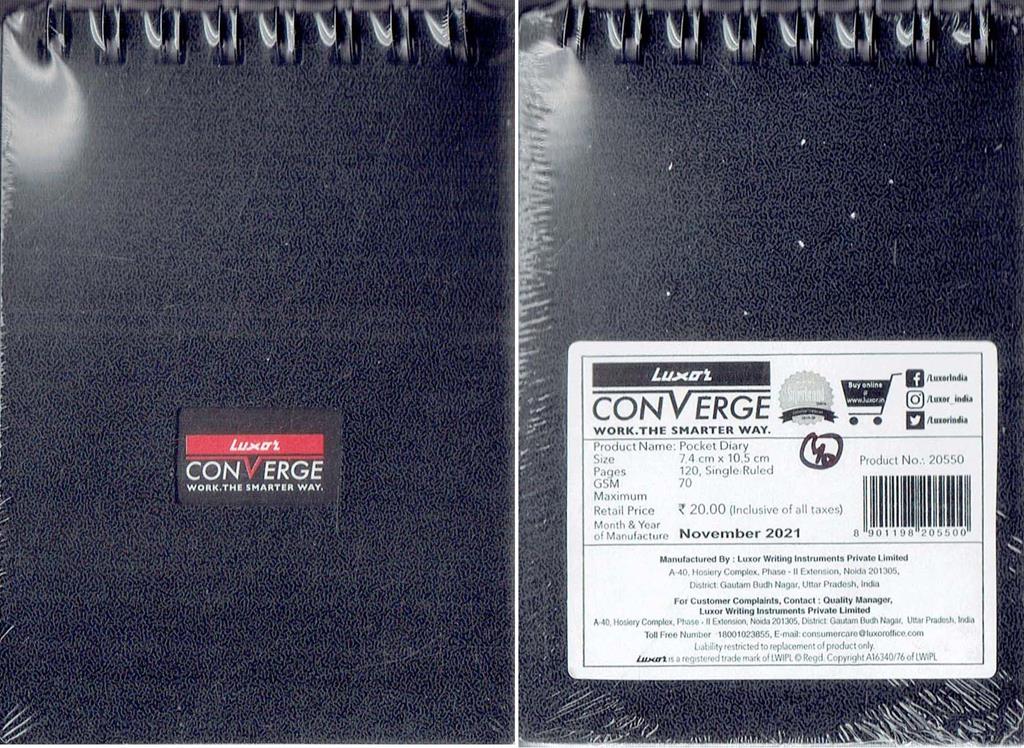 Luxor
CONVERGE
WORK.THE SMARTER WAY.
Luxor
CONVERGE
WORK.THE SMARTER WAY.
Buy online
@
www.luxor.in
/LuxorIndia
/Luxor_india
/Luxorindia
Product Name: Pocket Diary
Size 7.4 cm x 10.5 cm
Pages 120, Single Ruled
GSM 70
Maximum
Retail Price ₹ 20.00 (Inclusive of all taxes)
Month & Year
of Manufacture November 2021
Product No.: 20550
8 901198 205500
Manufactured By : Luxor Writing Instruments Private Limited
A-40, Hosiery Complex, Phase - II Extension, Noida 201305,
District: Gautam Budh Nagar, Uttar Pradesh, India
For Customer Complaints, Contact : Quality Manager,
Luxor Writing Instruments Private Limited
A-40, Hosiery Complex, Phase - II Extension, Noida 201305, District: Gautam Budh Nagar, Uttar Pradesh, India
Toll Free Number 18001023855, E-mail: consumercare@luxoroffice.com
Liability restricted to replacement of product only.
Luxor is a registered trade mark of LWIPL © Regd. Copyright A16340/76 of LWIPL